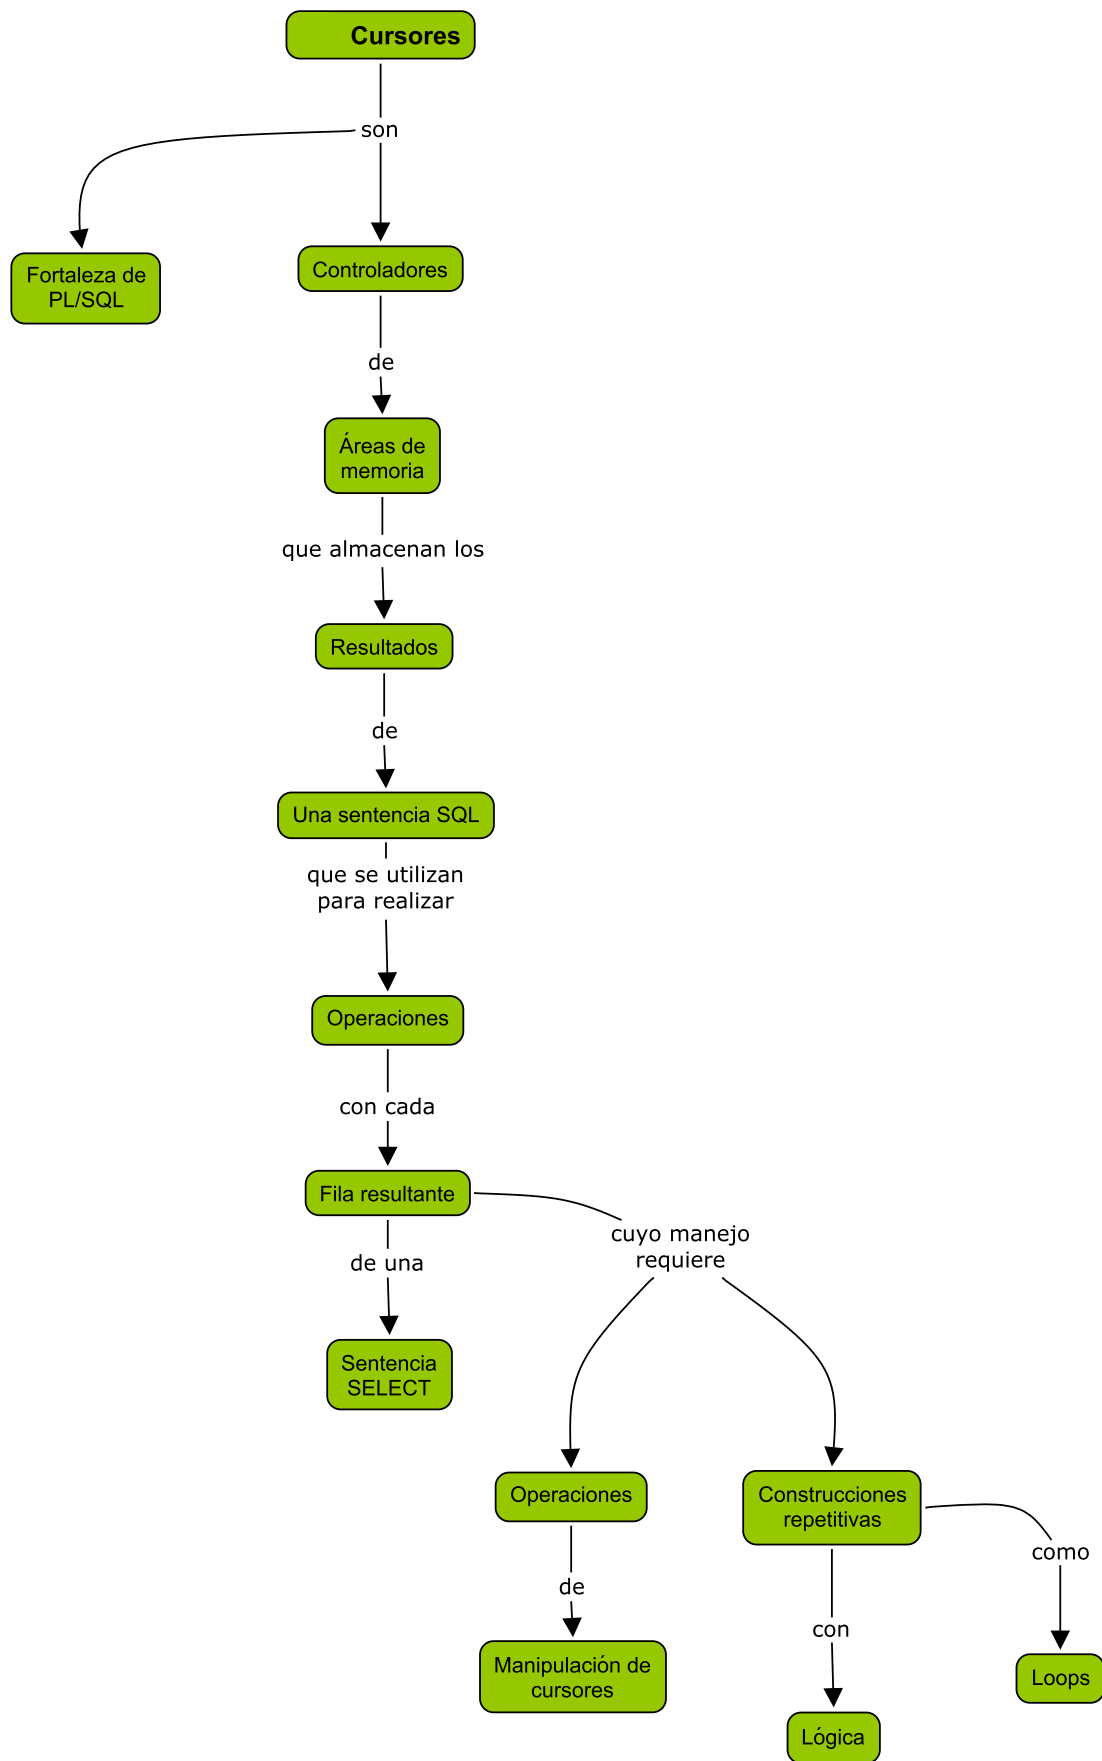 Cursores
son
Fortaleza de
PL/SQL
Controladores
de
Áreas de
memoria
que almacenan los
Resultados
de
Una sentencia SQL
que se utilizan
para realizar
Operaciones
con cada
Fila resultante
de una
cuyo manejo
requiere
Sentencia
SELECT
Operaciones
Construcciones
repetitivas
de
como
con
Manipulación de
cursores
Loops
Lógica